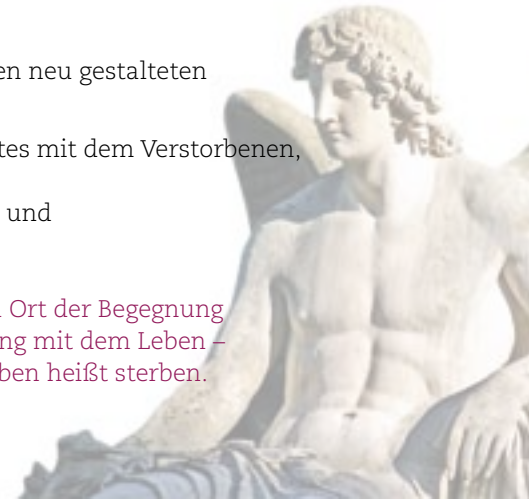 en neu gestalteten
tes mit dem Verstorbenen,
und
Ort der Begegnung
ng mit dem Leben –
ben heißt sterben.